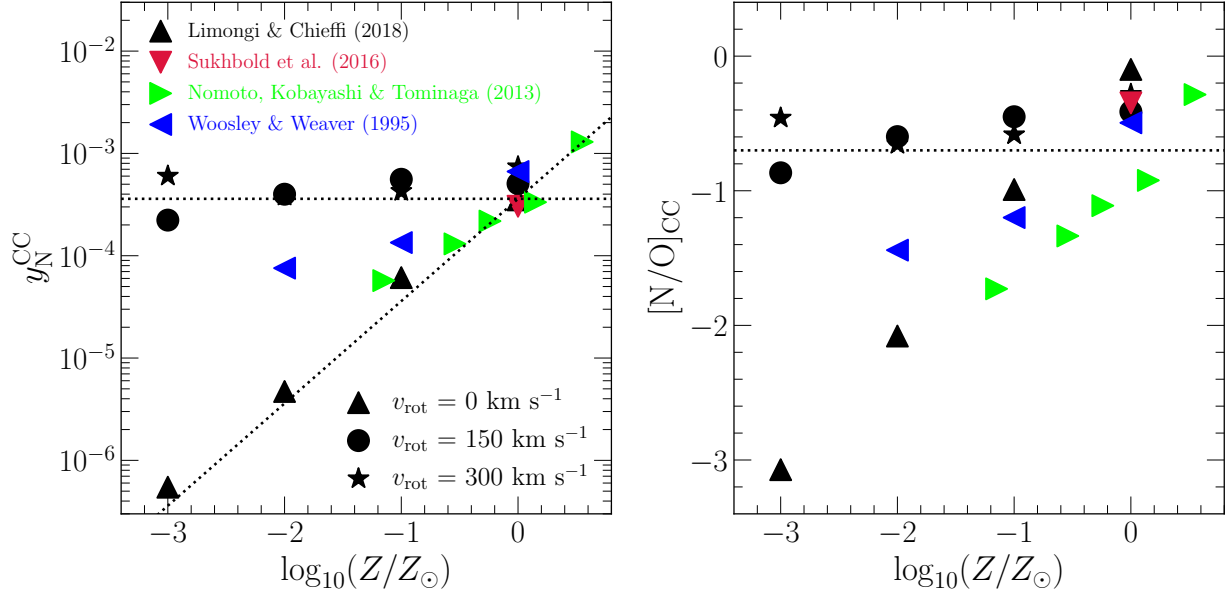 10⁻²
10⁻³
10⁻⁴
10⁻⁵
10⁻⁶
y_N^CC
Limongi & Chieffi (2018)
Sukhbold et al. (2016)
Nomoto, Kobayashi & Tominaga (2013)
Woosley & Weaver (1995)
v_rot = 0 km s⁻¹
v_rot = 150 km s⁻¹
v_rot = 300 km s⁻¹
−3 −2 −1 0
log₁₀(Z/Z⊙)
0
−1
−2
−3
[N/O]_CC
−3 −2 −1 0
log₁₀(Z/Z⊙)